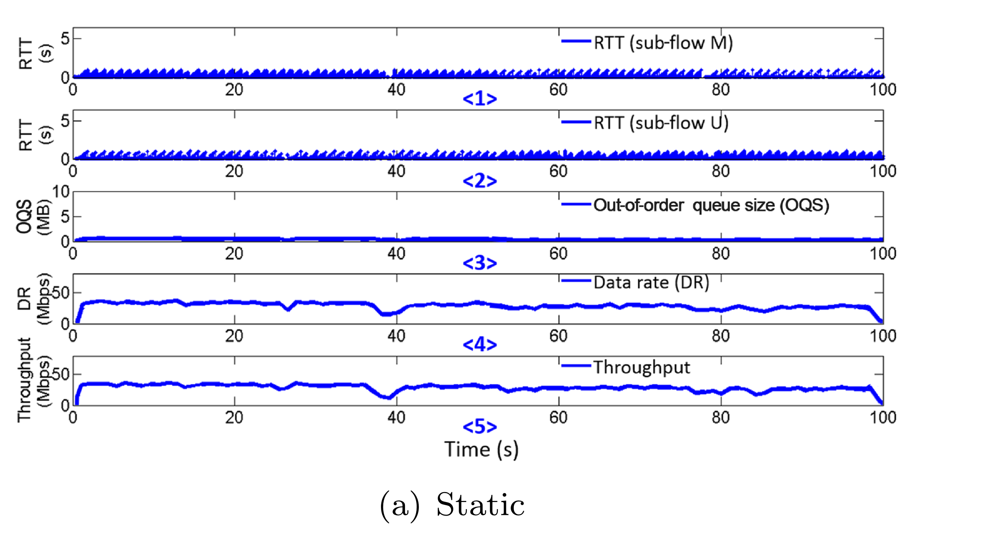 RTT (s)
5
0
RTT (sub-flow M)
0 20 40 60 80 100
<1>
RTT (s)
5
0
RTT (sub-flow U)
0 20 40 60 80 100
<2>
OQS (MB)
10
5
0
Out-of-order queue size (OQS)
0 20 40 60 80 100
<3>
DR (Mbps)
50
0
Data rate (DR)
0 20 40 60 80 100
<4>
Throughput (Mbps)
50
0
Throughput
0 20 40 60 80 100
<5>
Time (s)
(a) Static